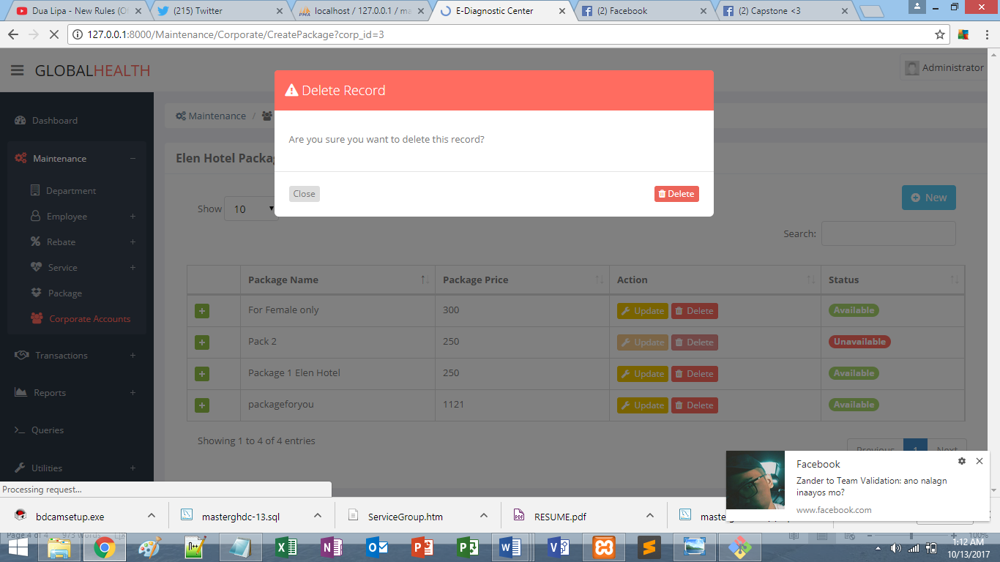 Dua Lipa - New Rules (Of
(215) Twitter
localhost / 127.0.0.1 / ma
E-Diagnostic Center
(2) Facebook
(2) Capstone <3
127.0.0.1:8000/Maintenance/Corporate/CreatePackage?corp_id=3
GLOBALHEALTH
Administrator
Delete Record
Are you sure you want to delete this record?
Close
Delete
Dashboard
Maintenance
Department
Employee
Rebate
Service
Package
Corporate Accounts
Transactions
Reports
Queries
Utilities
Maintenance /
Elen Hotel Packag
Show 10
New
Search:
Package Name Package Price Action Status
For Female only 300 Update Delete Available
Pack 2 250 Update Delete Unavailable
Package 1 Elen Hotel 250 Update Delete Available
packageforyou 1121 Update Delete Available
Showing 1 to 4 of 4 entries
Previous 1 Next
Processing request...
Facebook
Zander to Team Validation: ano nalagn
inaayos mo?
www.facebook.com
bdcamsetup.exe
masterghdc-13.sql
ServiceGroup.htm
RESUME.pdf
Page 4 of 4 973 words
100%
1:12 AM
10/13/2017